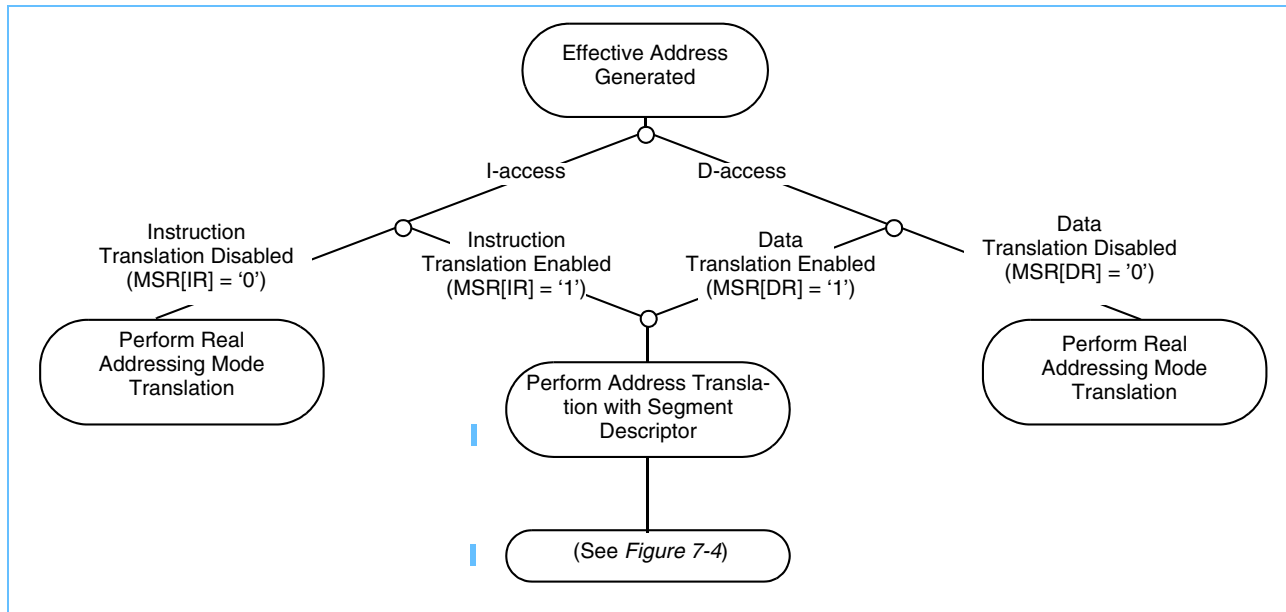 Effective Address
Generated
I-access
D-access
Instruction
Translation Disabled
(MSR[IR] = ‘0’)
Instruction
Translation Enabled
(MSR[IR] = ‘1’)
Data
Translation Enabled
(MSR[DR] = ‘1’)
Data
Translation Disabled
(MSR[DR] = ’0’)
Perform Real
Addressing Mode
Translation
Perform Address Transla-
tion with Segment
Descriptor
Perform Real
Addressing Mode
Translation
(See Figure 7-4)